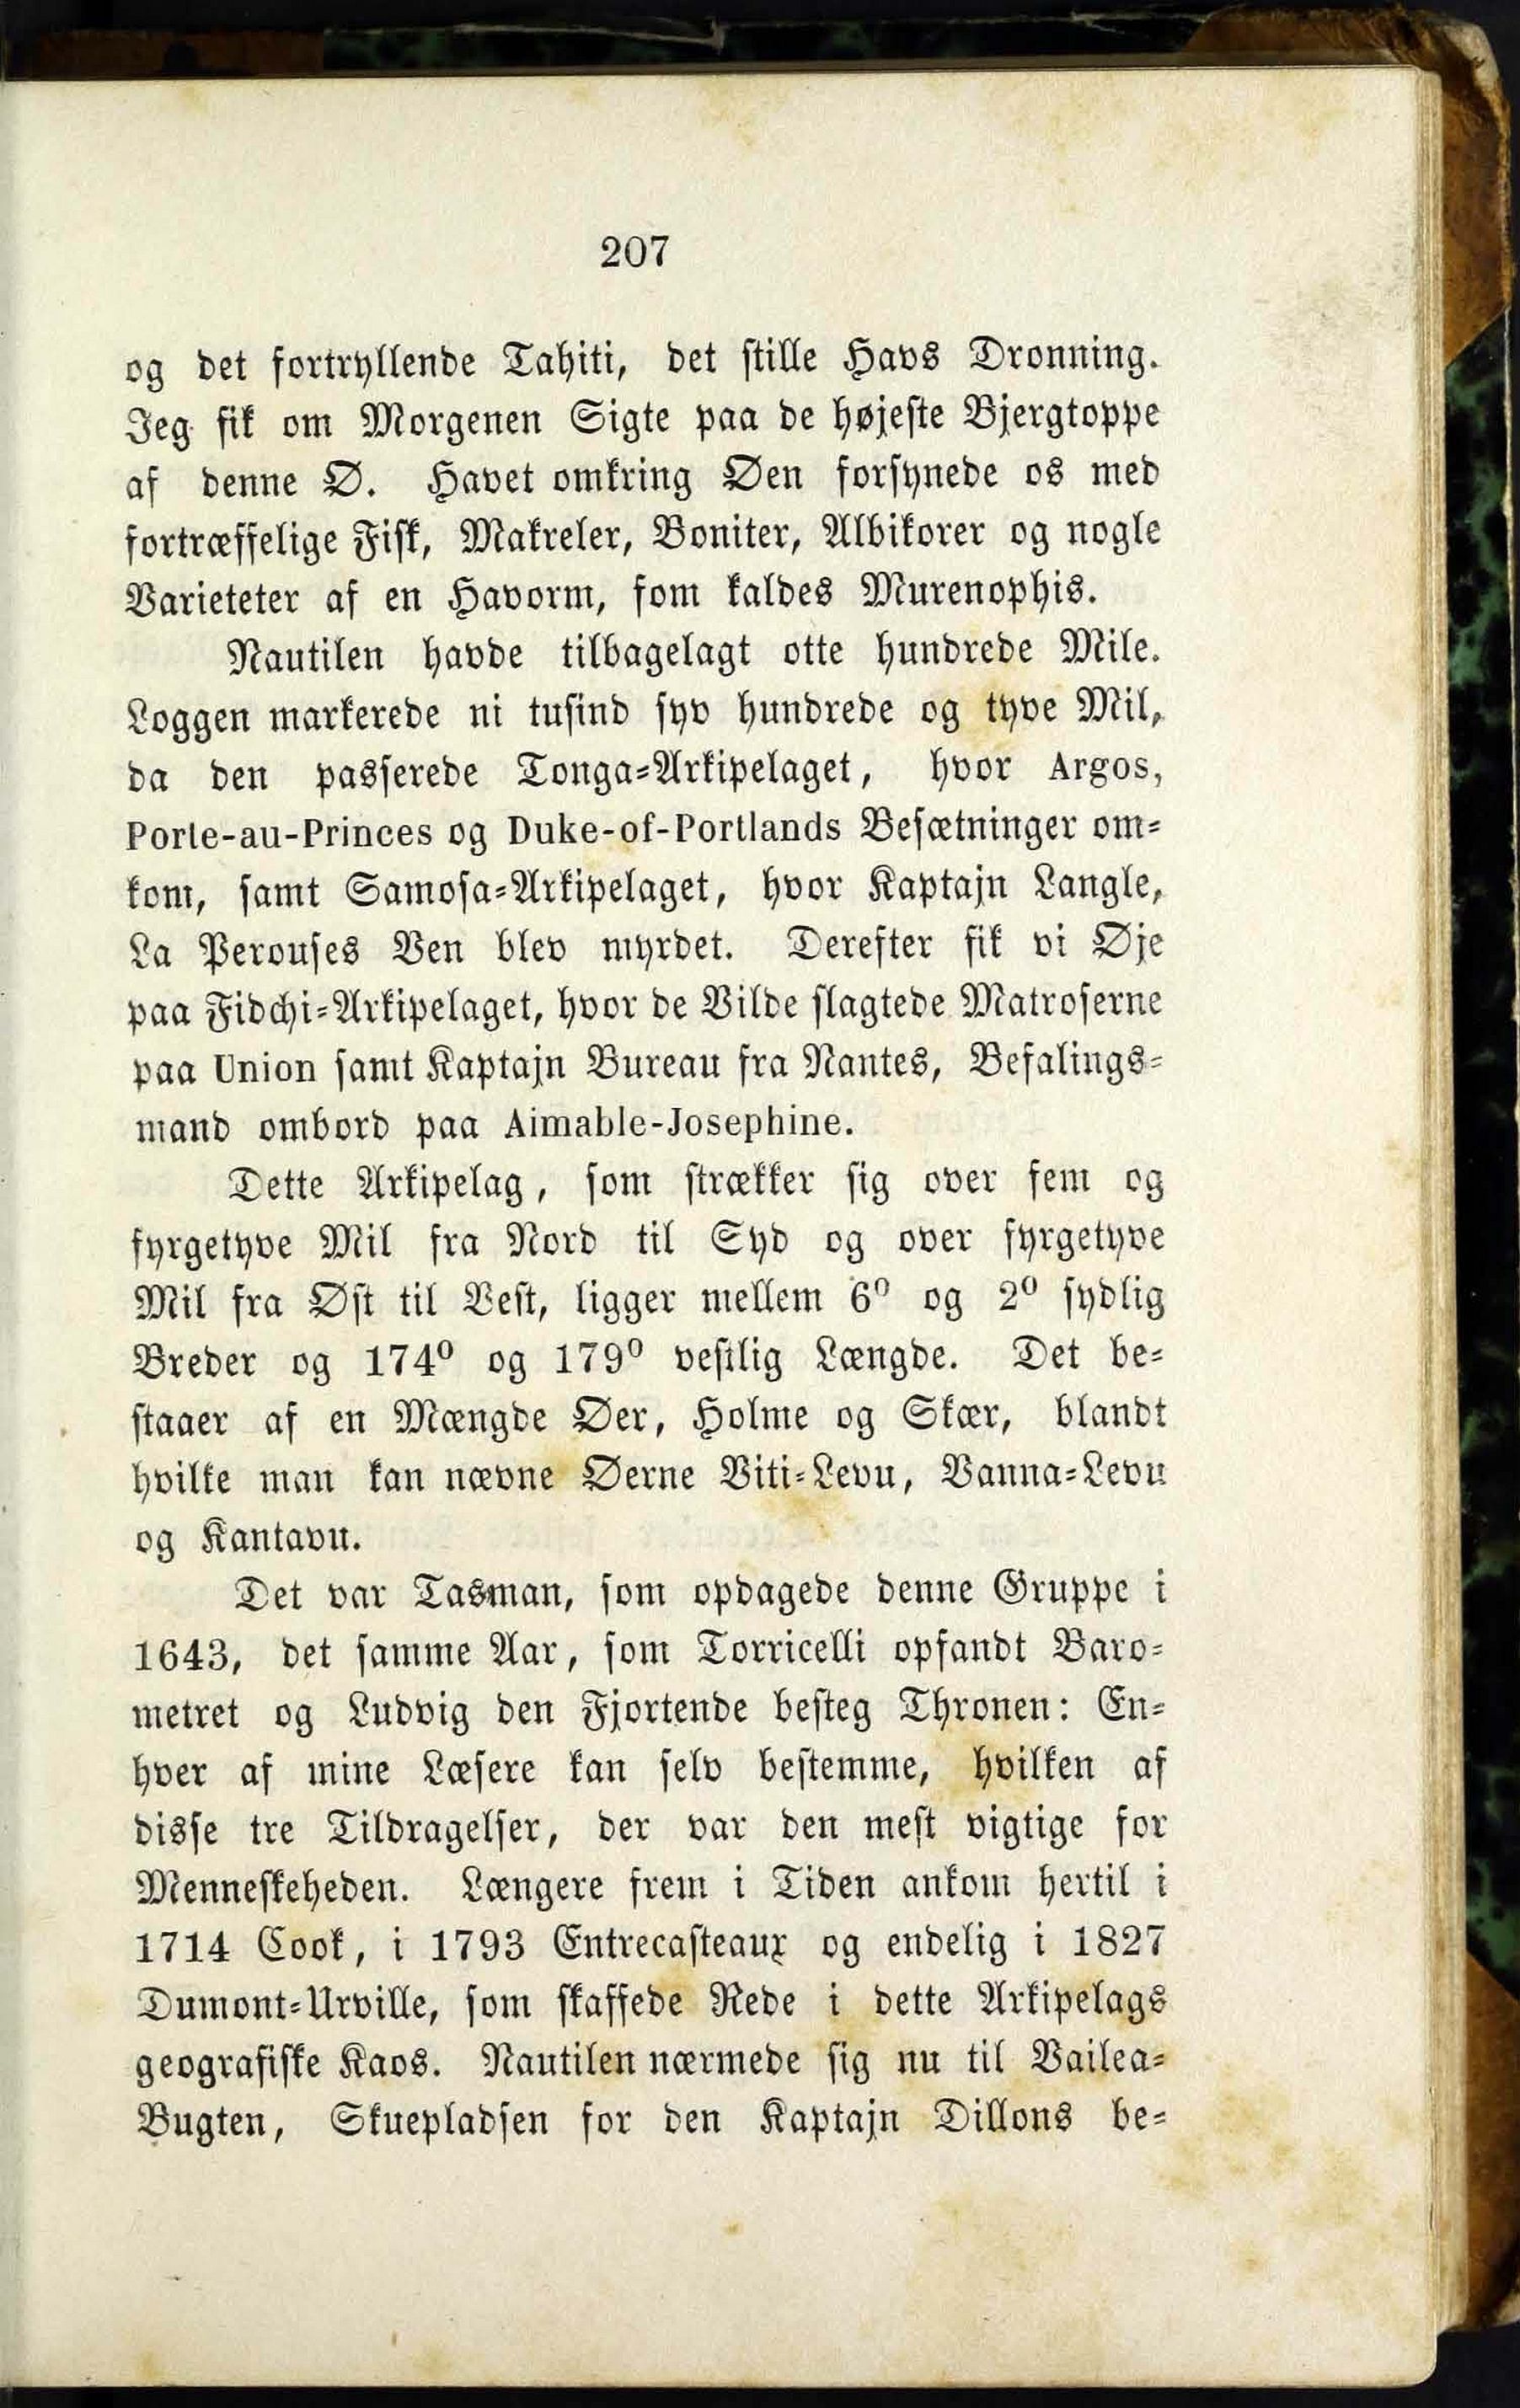 207
og det fortryllende Tahiti, det stille Havs Dronning.
Jeg fik om Morgenen Sigte paa de højeste Bjergtoppe
af denne Ø. Havet omkring Øen forsynede os med
fortræffelige Fisk, Makreler, Boniter, Albikorer og nogle
Varieteter af en Havorm, som kaldes Murenophis.
Nautilen havde tilbagelagt otte hundrede Mile.
Loggen markerede ni tusind syv hundrede og tyve Mil,
da den passerede Tonga-Arkipelaget, hvor Argos,
Porte-au-Princes og Duke-of-Portlands Besætninger om-
kom, samt Samosa-Arkipelaget, hvor Kaptajn Langle,
La Perouses Ven blev myrdet. Derefter fik vi Øje
paa Fidchi-Arkipelaget, hvor de Vilde slagtede Matroserne
paa Union samt Kaptajn Bureau fra Nantes, Befalings-
mand ombord paa Aimable-Josephine.
Dette Arkipelag, som strækker sig over fem og
fyrgetyve Mil fra Nord til Syd og over fyrgetyve
Mil fra Øst til Vest, ligger mellem 6⁰ og 2⁰ sydlig
Breder og 174⁰ og 179⁰ vestlig Længde. Det be-
staaer af en Mængde Øer, Holme og Skær, blandt
hvilke man kan nævne Øerne Viti-Levu, Vanna-Levu
og Kantavu.
Det var Tasman, som opdagede denne Gruppe i
1643, det samme Aar, som Torricelli opfandt Baro-
metret og Ludvig den Fjortende besteg Thronen: En-
hver af mine Læsere kan selv bestemme, hvilken af
disse tre Tildragelser, der var den mest vigtige for
Menneskeheden. Længere frem i Tiden ankom hertil i
1714 Cook, i 1793 Entrecasteaux og endelig i 1827
Dumont-Urville, som skaffede Rede i dette Arkipelags
geografiske Kaos. Nautilen nærmede sig nu til Vailea-
Bugten, Skuepladsen for den Kaptajn Dillons be-